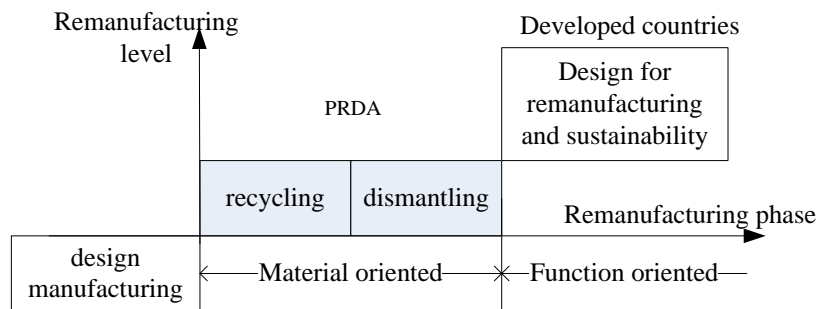 Remanufacturing
level
Developed countries
Design for
remanufacturing
and sustainability
PRDA
recycling
dismantling
Remanufacturing phase
design
manufacturing
Material oriented
Function oriented